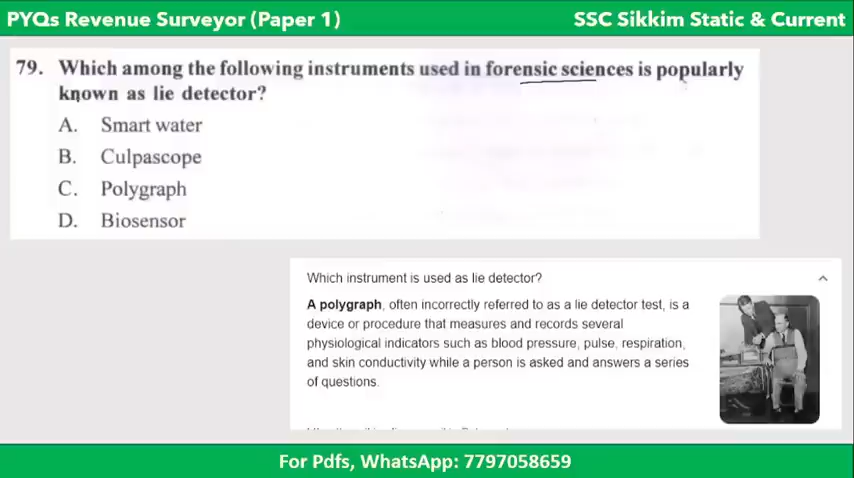 PYQs Revenue Surveyor (Paper 1)
SSC Sikkim Static & Current
79. Which among the following instruments used in forensic sciences is popularly
known as lie detector?
A. Smart water
B. Culpascope
C. Polygraph
D. Biosensor
Which instrument is used as lie detector?
A polygraph, often incorrectly referred to as a lie detector test, is a
device or procedure that measures and records several
physiological indicators such as blood pressure, pulse, respiration,
and skin conductivity while a person is asked and answers a series
of questions.
For Pdfs, WhatsApp: 7797058659